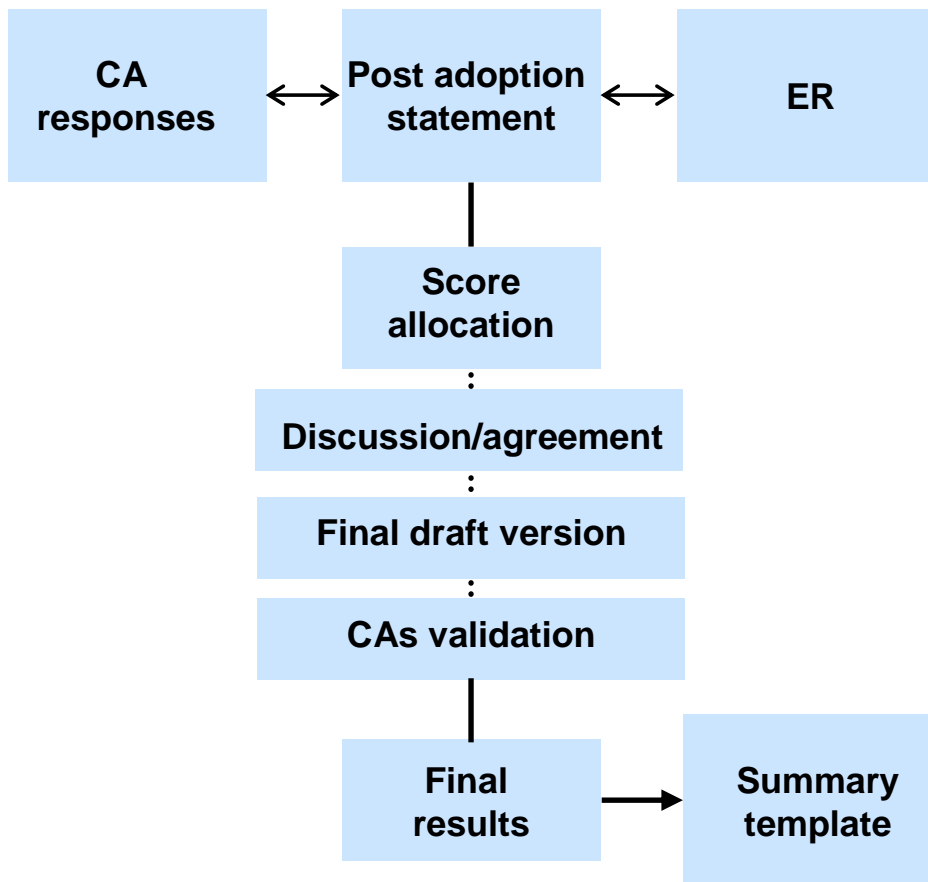 CA
responses
Post adoption
statement
ER
Score
allocation
Discussion/agreement
Final draft version
CAs validation
Final
results
Summary
template